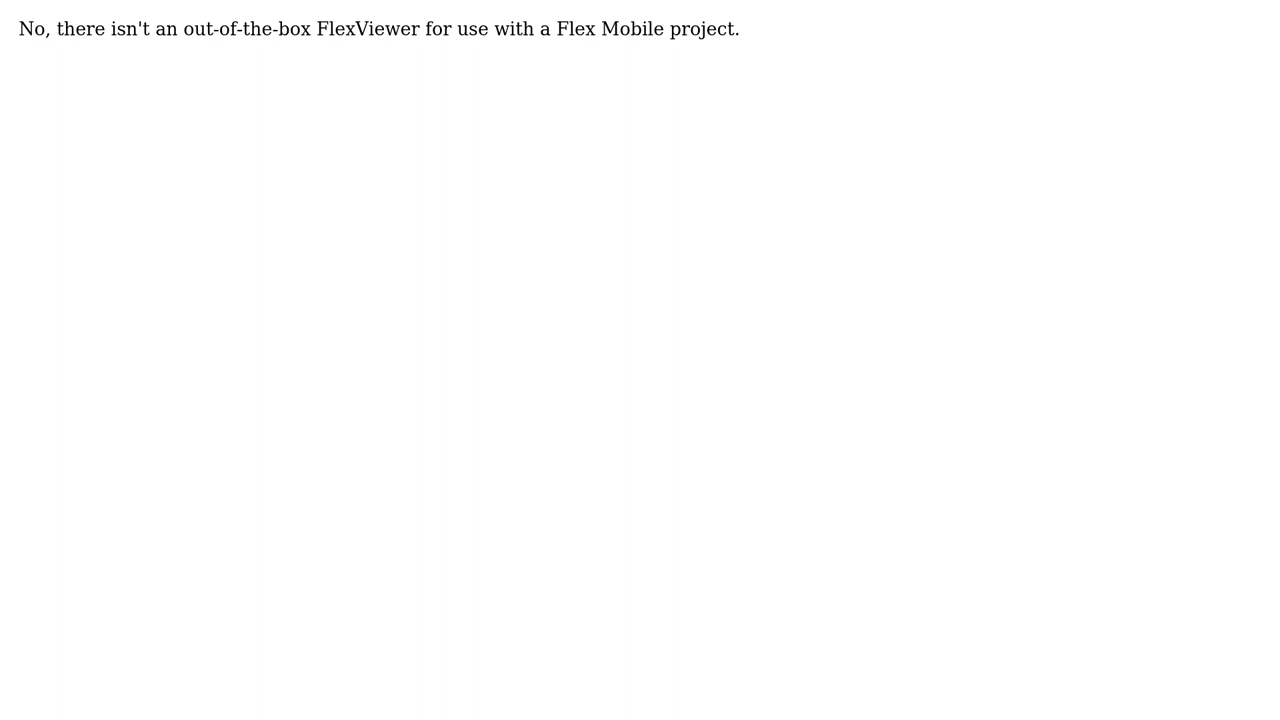 No, there isn't an out-of-the-box FlexViewer for use with a Flex Mobile project.